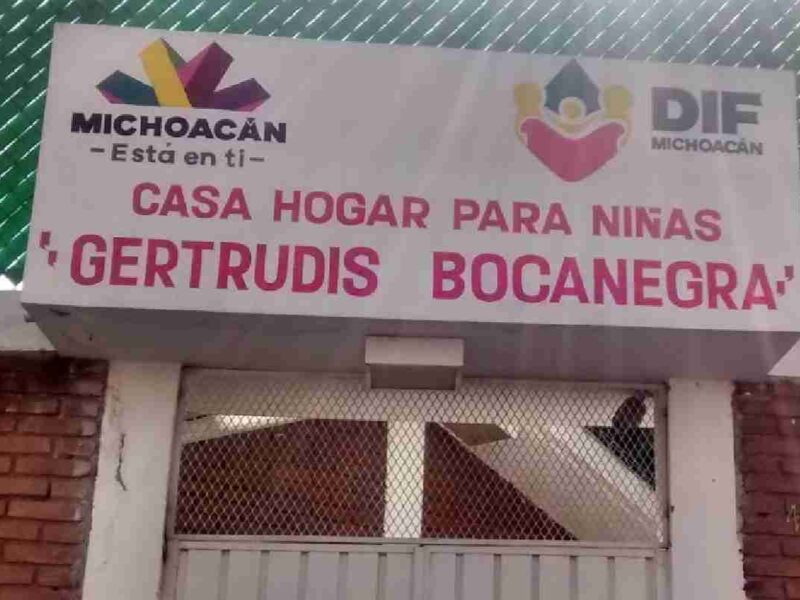 MICHOACÁN
-Está en ti-
DIF
MICHOACÁN
CASA HOGAR PARA NIÑAS
"GERTRUDIS BOCANEGRA"